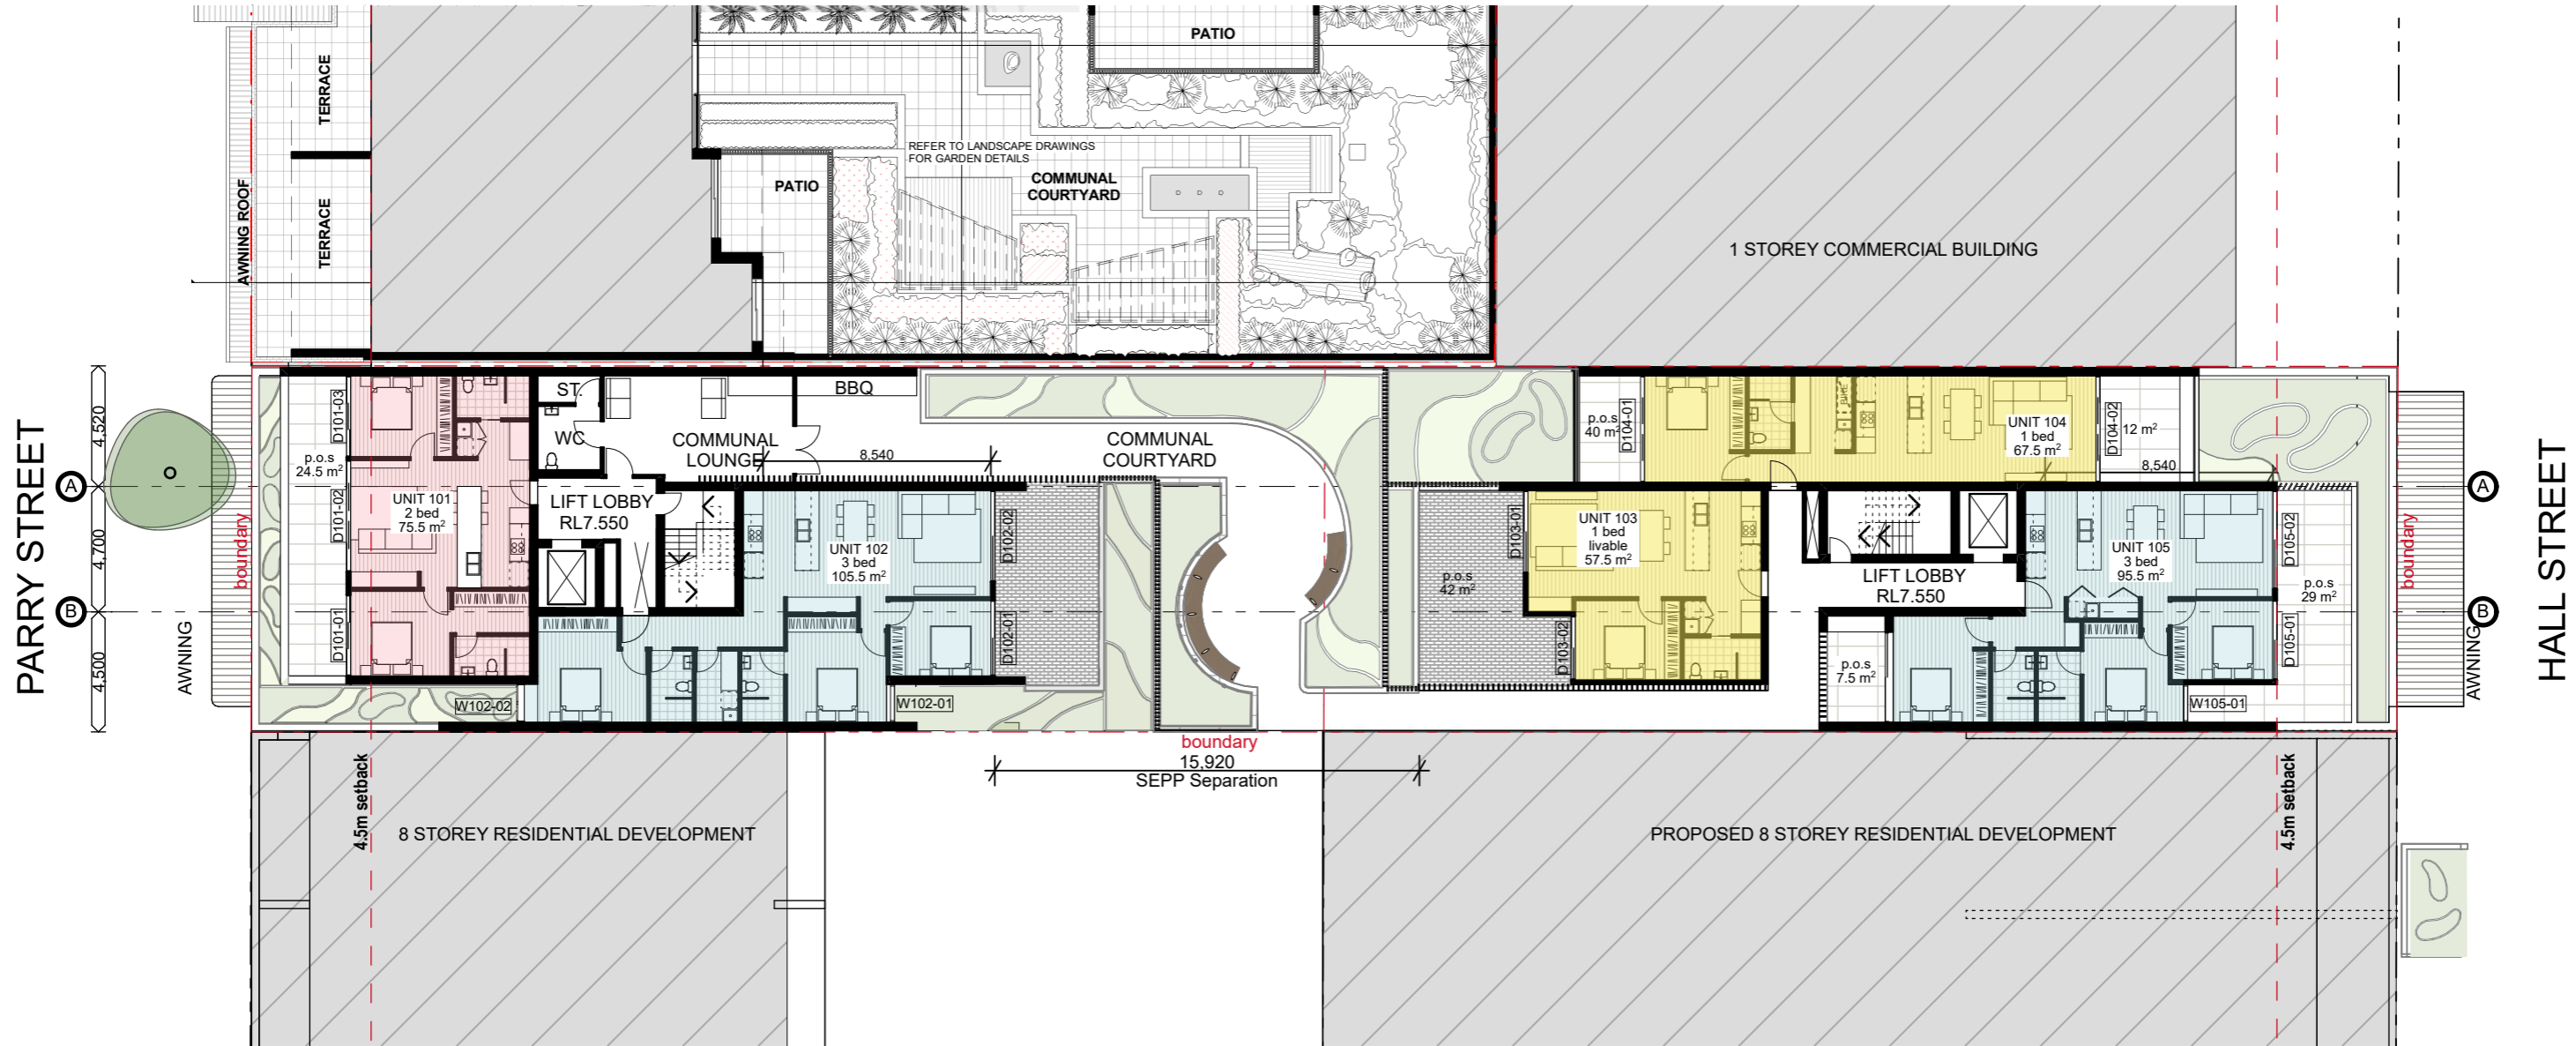 PATIO
TERRACE
REFER TO LANDSCAPE DRAWINGS
FOR GARDEN DETAILS
PATIO
COMMUNAL
COURTYARD
AWNING ROOF
TERRACE
1 STOREY COMMERCIAL BUILDING
PARRY STREET
4,520
4,700
4,500
A
B
AWNING
boundary
p.o.s
24.5 m²
D101-03
D101-02
D101-01
UNIT 101
2 bed
75.5 m²
ST.
WC
COMMUNAL
LOUNGE
BBQ
8,540
LIFT LOBBY
RL7.550
UNIT 102
3 bed
105.5 m²
D102-02
D102-01
W102-02
W102-01
COMMUNAL
COURTYARD
p.o.s
42 m²
D103-01
D103-02
UNIT 103
1 bed
livable
57.5 m²
p.o.s
40 m²
D104-01
UNIT 104
1 bed
67.5 m²
D104-02
12 m²
8,540
LIFT LOBBY
RL7.550
p.o.s
7.5 m²
UNIT 105
3 bed
95.5 m²
D105-02
D105-01
W105-01
p.o.s
29 m²
boundary
A
B
AWNING
HALL STREET
boundary
15,920
SEPP Separation
4.5m setback
8 STOREY RESIDENTIAL DEVELOPMENT
PROPOSED 8 STOREY RESIDENTIAL DEVELOPMENT
4.5m setback